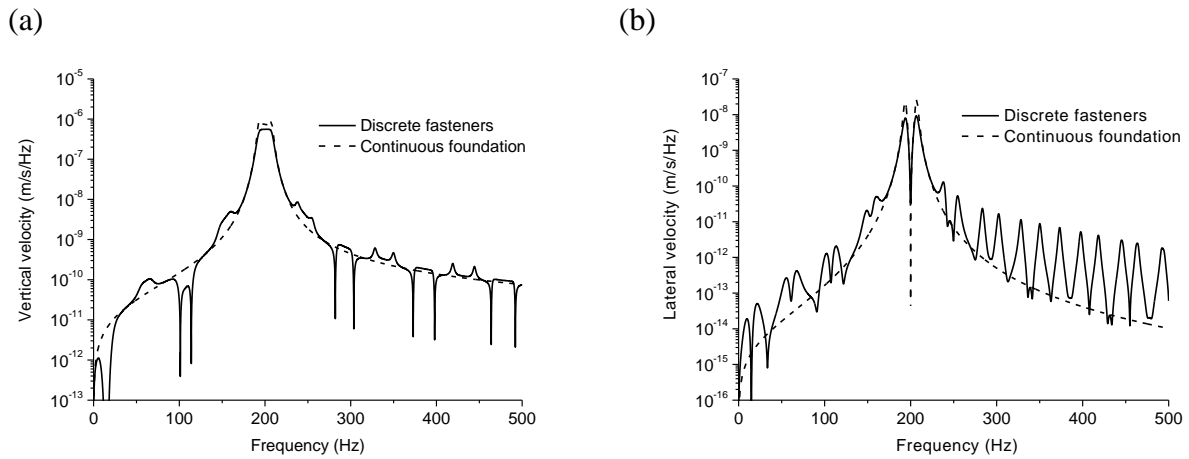 (a)
(b)
10^-5
10^-6
10^-7
10^-8
10^-9
10^-10
10^-11
10^-12
10^-13
Vertical velocity (m/s/Hz)
Discrete fasteners
Continuous foundation
0 100 200 300 400 500
Frequency (Hz)
10^-7
10^-8
10^-9
10^-10
10^-11
10^-12
10^-13
10^-14
10^-15
10^-16
Lateral velocity (m/s/Hz)
Discrete fasteners
Continuous foundation
0 100 200 300 400 500
Frequency (Hz)